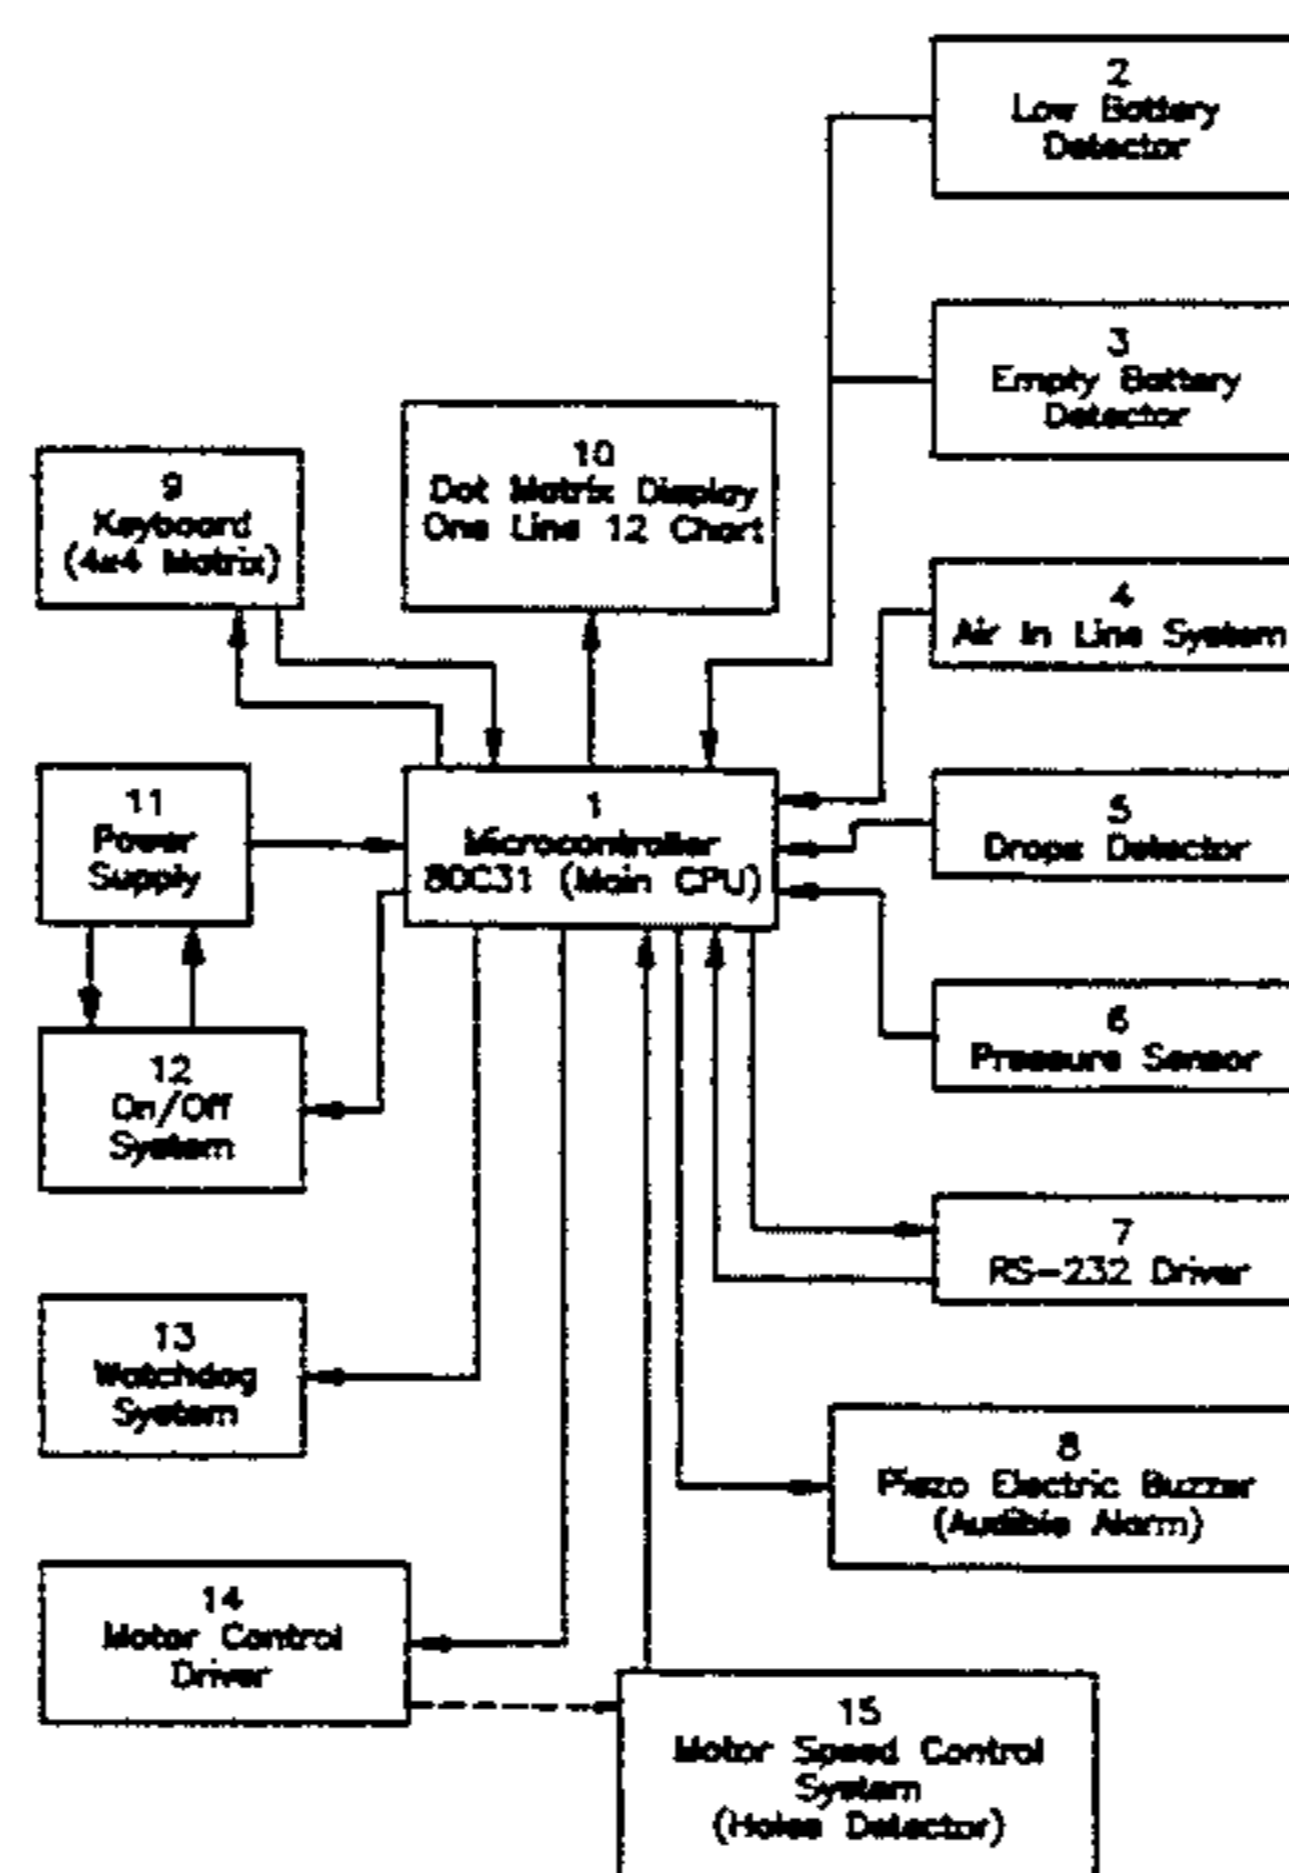 2
Low Battery
Detector
3
Empty Battery
Detector
10
Dot Matrix Display
One Line 12 Chart
9
Keyboard
(4x4 Matrix)
4
Air In Line System
11
Power
Supply
1
Microcontroller
80C31 (Main CPU)
5
Drops Detector
6
Pressure Sensor
12
On/Off
System
7
RS-232 Driver
13
Watchdog
System
8
Piezo Electric Buzzer
(Audible Alarm)
14
Motor Control
Driver
15
Motor Speed Control
System
(Holes Detector)